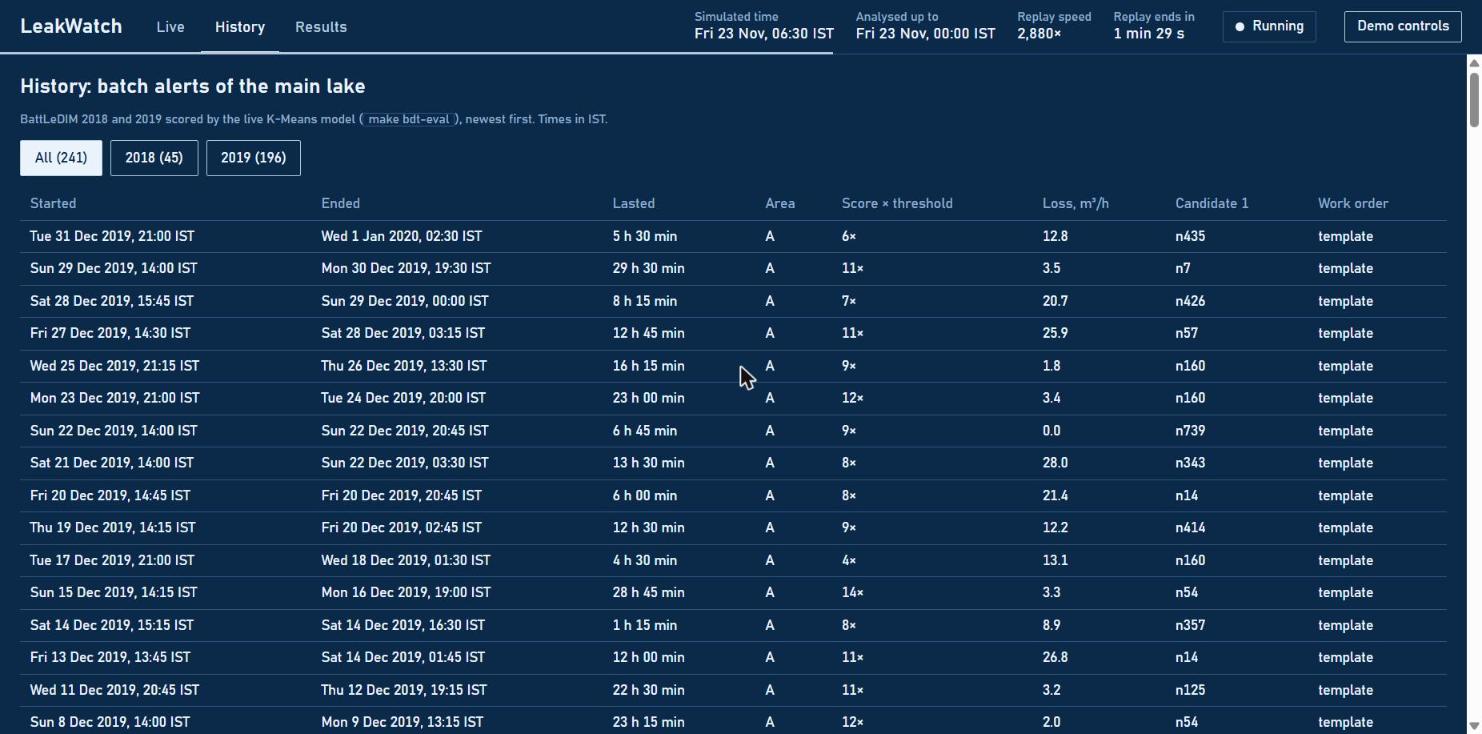 LeakWatch Live History Results
Simulated time Analysed up to Replay speed Replay ends in
Fri 23 Nov, 06:30 IST Fri 23 Nov, 00:00 IST 2,880× 1 min 29 s Running Demo controls
History: batch alerts of the main lake
BattLeDIM 2018 and 2019 scored by the live K-Means model ( make bdt-eval ), newest first. Times in IST.
All (241) 2018 (45) 2019 (196)
Started Ended Lasted Area Score × threshold Loss, m³/h Candidate 1 Work order
Tue 31 Dec 2019, 21:00 IST Wed 1 Jan 2020, 02:30 IST 5 h 30 min A 6× 12.8 n435 template
Sun 29 Dec 2019, 14:00 IST Mon 30 Dec 2019, 19:30 IST 29 h 30 min A 11× 3.5 n7 template
Sat 28 Dec 2019, 15:45 IST Sun 29 Dec 2019, 00:00 IST 8 h 15 min A 7× 20.7 n426 template
Fri 27 Dec 2019, 14:30 IST Sat 28 Dec 2019, 03:15 IST 12 h 45 min A 11× 25.9 n57 template
Wed 25 Dec 2019, 21:15 IST Thu 26 Dec 2019, 13:30 IST 16 h 15 min A 9× 1.8 n160 template
Mon 23 Dec 2019, 21:00 IST Tue 24 Dec 2019, 20:00 IST 23 h 00 min A 12× 3.4 n160 template
Sun 22 Dec 2019, 14:00 IST Sun 22 Dec 2019, 20:45 IST 6 h 45 min A 9× 0.0 n739 template
Sat 21 Dec 2019, 14:00 IST Sun 22 Dec 2019, 03:30 IST 13 h 30 min A 8× 28.0 n343 template
Fri 20 Dec 2019, 14:45 IST Fri 20 Dec 2019, 20:45 IST 6 h 00 min A 8× 21.4 n14 template
Thu 19 Dec 2019, 14:15 IST Fri 20 Dec 2019, 02:45 IST 12 h 30 min A 9× 12.2 n414 template
Tue 17 Dec 2019, 21:00 IST Wed 18 Dec 2019, 01:30 IST 4 h 30 min A 4× 13.1 n160 template
Sun 15 Dec 2019, 14:15 IST Mon 16 Dec 2019, 19:00 IST 28 h 45 min A 14× 3.3 n54 template
Sat 14 Dec 2019, 15:15 IST Sat 14 Dec 2019, 16:30 IST 1 h 15 min A 8× 8.9 n357 template
Fri 13 Dec 2019, 13:45 IST Sat 14 Dec 2019, 01:45 IST 12 h 00 min A 11× 26.8 n14 template
Wed 11 Dec 2019, 20:45 IST Thu 12 Dec 2019, 19:15 IST 22 h 30 min A 11× 3.2 n125 template
Sun 8 Dec 2019, 14:00 IST Mon 9 Dec 2019, 13:15 IST 23 h 15 min A 12× 2.0 n54 template